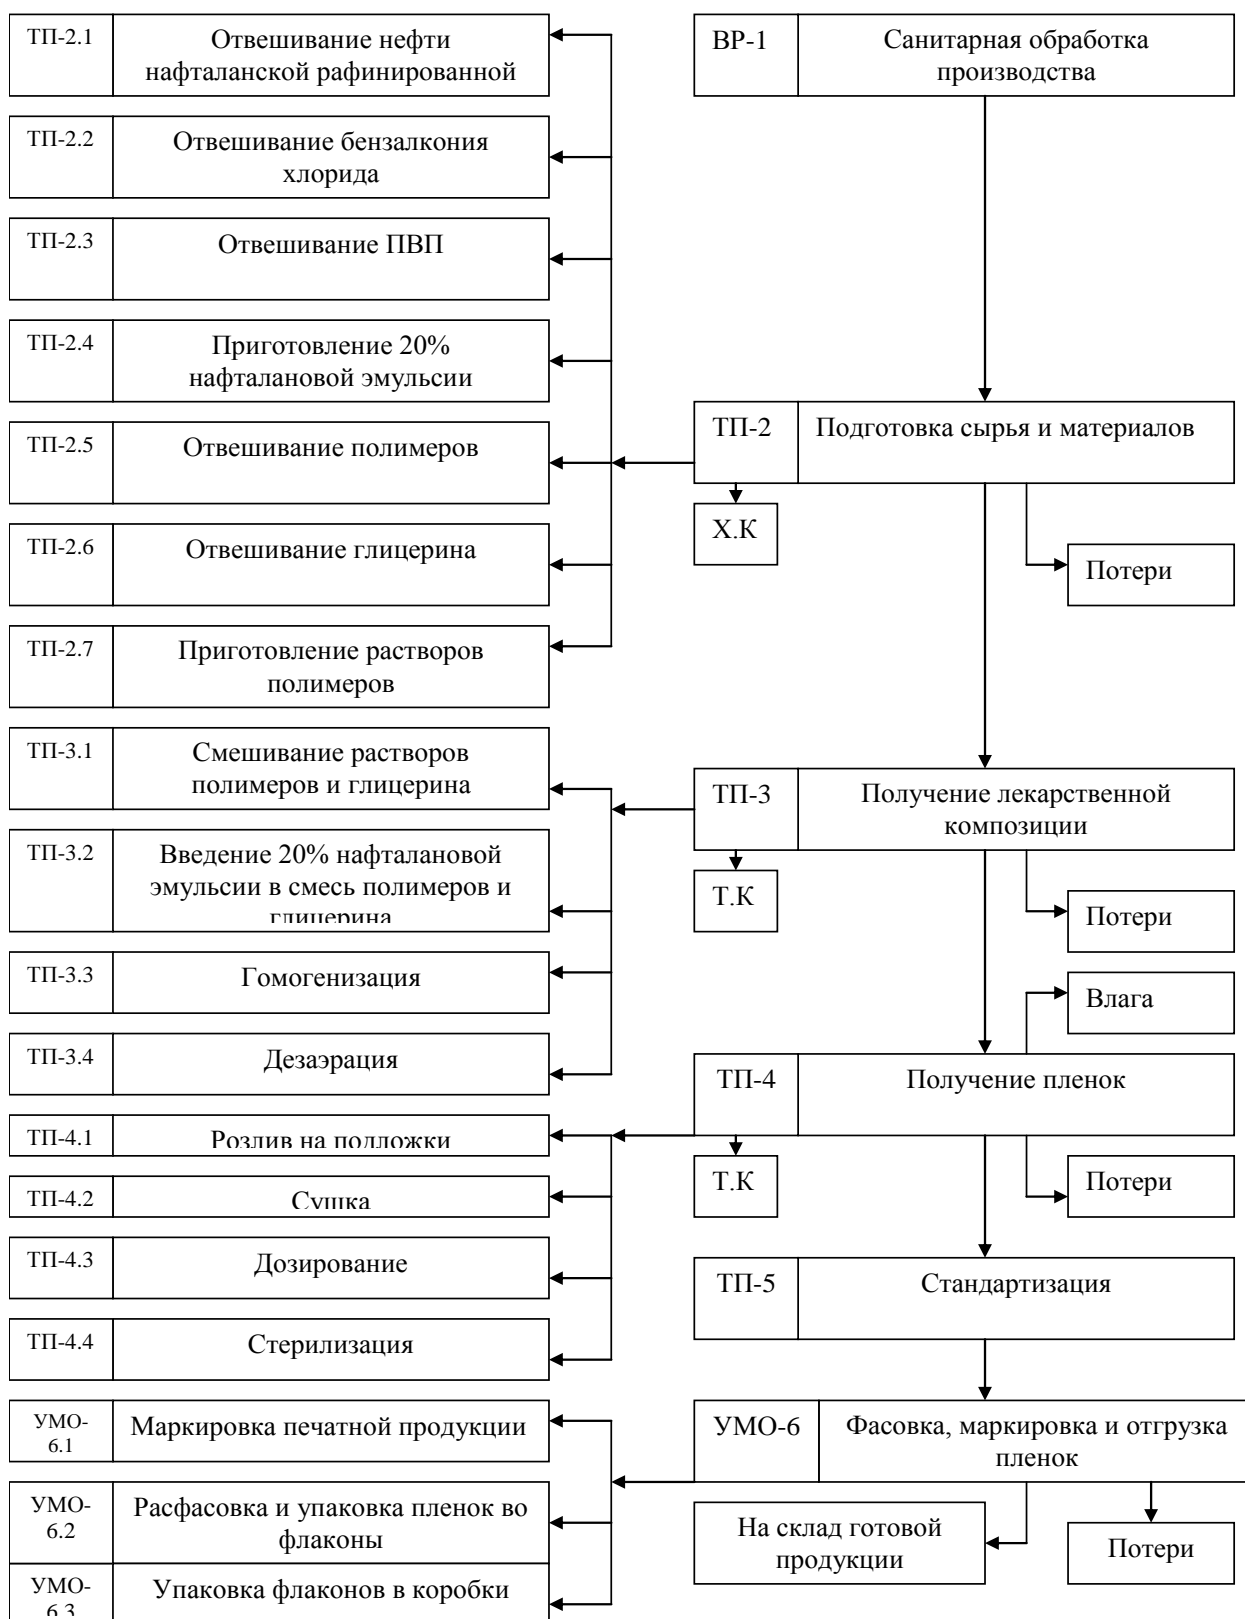 ТП-2.1
Отвешивание нефти
нафталанской рафинированной
ТП-2.2
Отвешивание бензалкония
хлорида
ТП-2.3
Отвешивание ПВП
ТП-2.4
Приготовление 20%
нафталановой эмульсии
ТП-2.5
Отвешивание полимеров
ТП-2.6
Отвешивание глицерина
ТП-2.7
Приготовление растворов
полимеров
ТП-3.1
Смешивание растворов
полимеров и глицерина
ТП-3.2
Введение 20% нафталановой
эмульсии в смесь полимеров и
глицерина
ТП-3.3
Гомогенизация
ТП-3.4
Дезаэрация
ТП-4.1
Розлив на подложки
ТП-4.2
Сушка
ТП-4.3
Дозирование
ТП-4.4
Стерилизация
УМО-
6.1
Маркировка печатной продукции
УМО-
6.2
Расфасовка и упаковка пленок во
флаконы
УМО-
6.3
Упаковка флаконов в коробки
ВР-1
Санитарная обработка
производства
ТП-2
Подготовка сырья и материалов
Х.К
Потери
ТП-3
Получение лекарственной
композиции
Т.К
Потери
Влага
ТП-4
Получение пленок
Т.К
Потери
ТП-5
Стандартизация
УМО-6
Фасовка, маркировка и отгрузка
пленок
На склад готовой
продукции
Потери